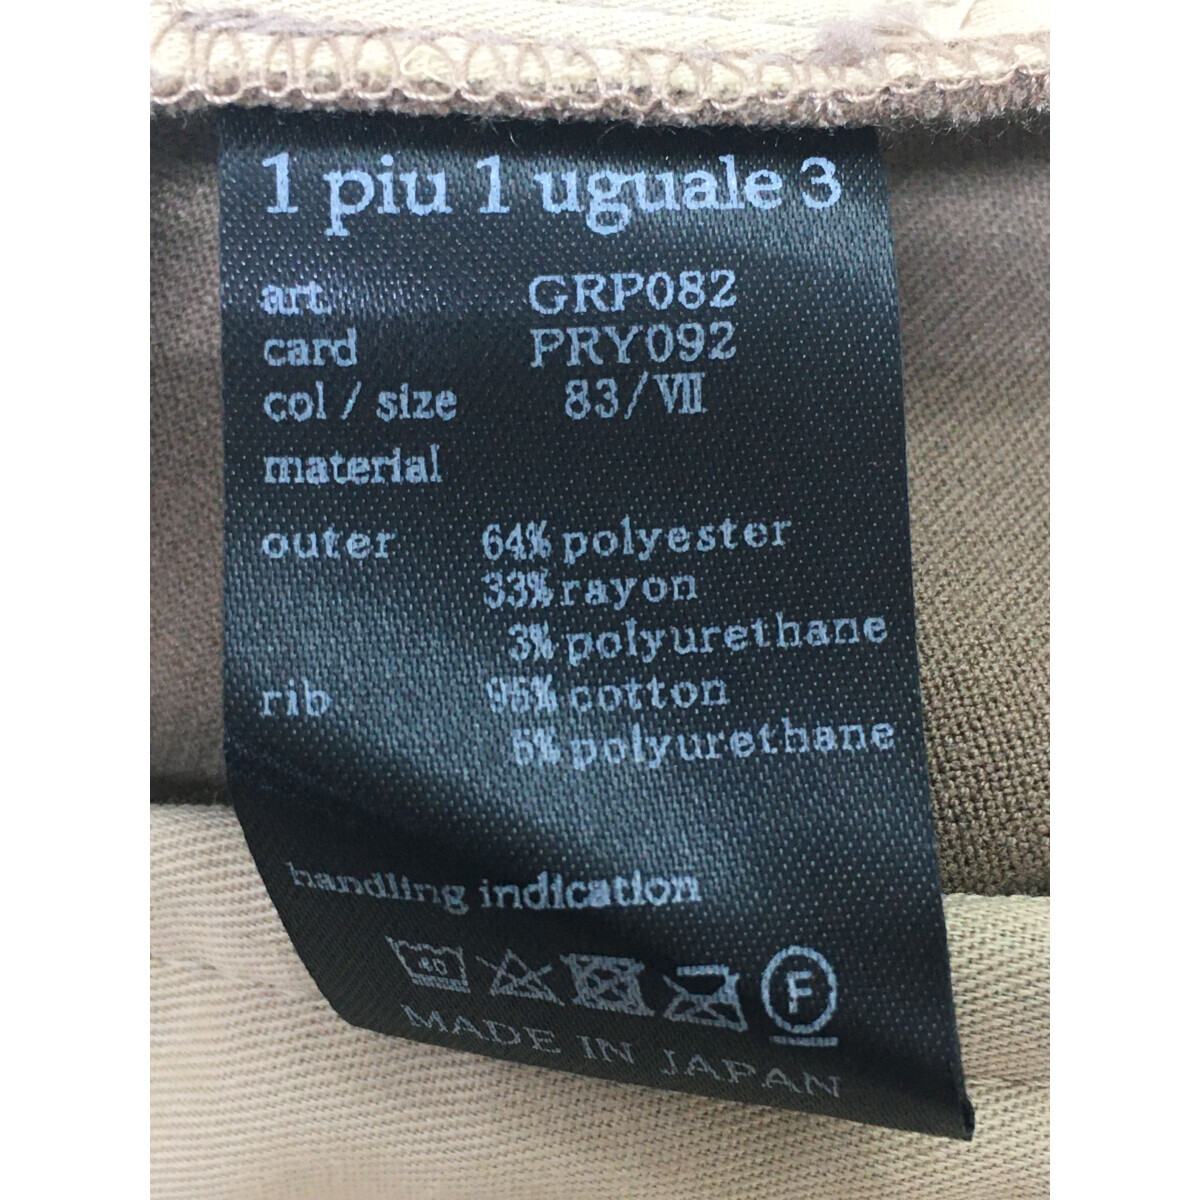 1 piu 1 uguale 3
art GRP082
card PRY092
col / size 83/Ⅶ
material
outer 64% polyester
33% rayon
3% polyurethane
rib 95% cotton
5% polyurethane
handling indication
40
F
MADE IN JAPAN